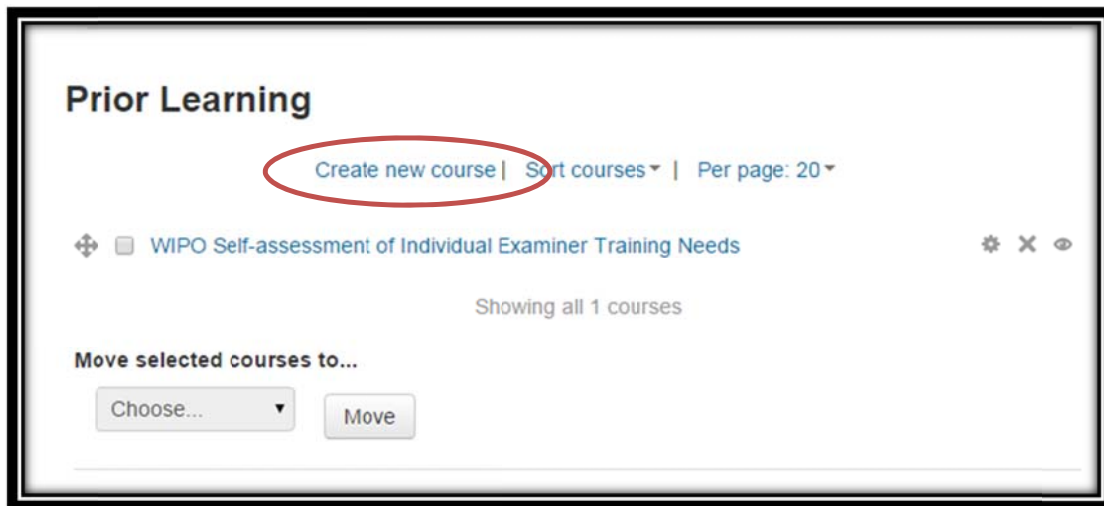 Prior Learning
Create new course | Sort courses | Per page: 20
WIPO Self-assessment of Individual Examiner Training Needs
Showing all 1 courses
Move selected courses to...
Choose... Move